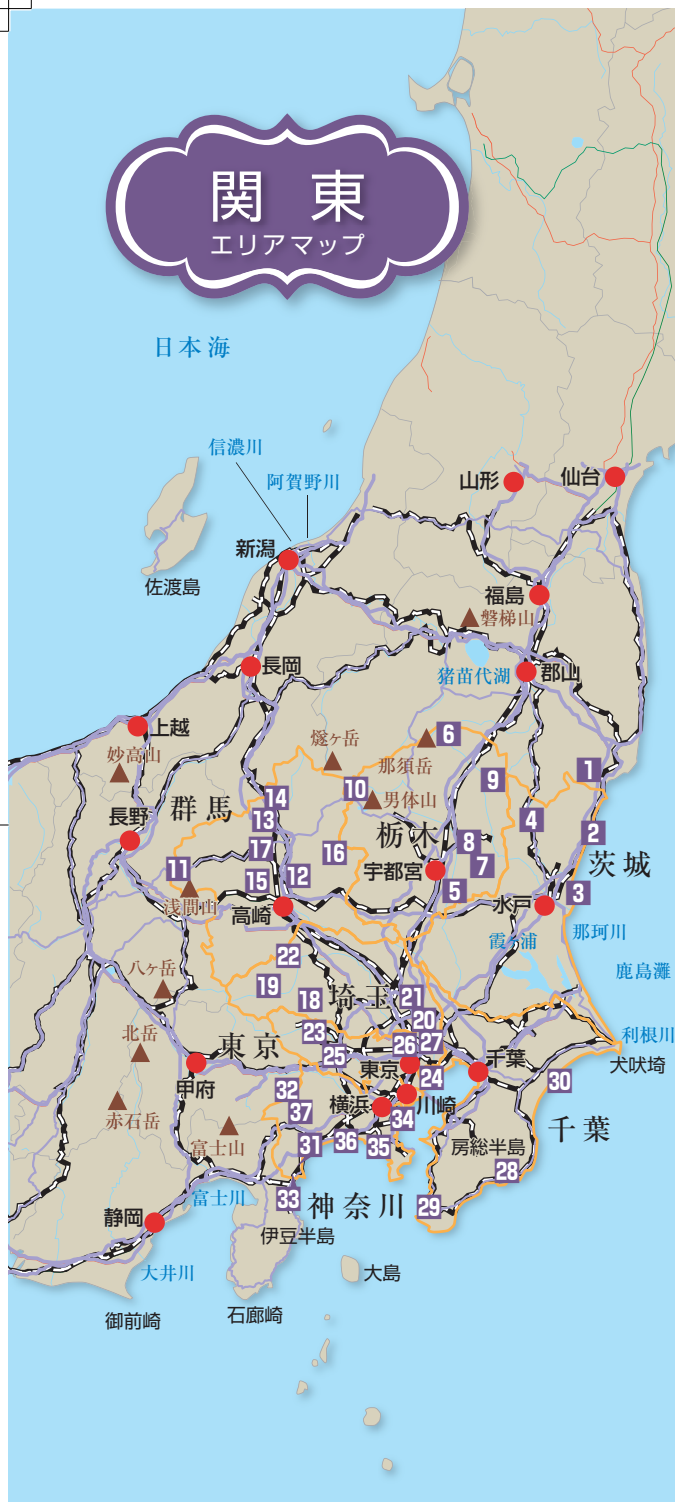 関東
エリアマップ
日本海
信濃川
阿賀野川
山形
仙台
新潟
佐渡島
福島
磐梯山
長岡
猪苗代湖
郡山
上越
妙高山
燧ヶ岳
那須岳
6
1
9
10
男体山
14
群馬
13
長野
栃木
4
2
17
16
8
7
茨城
11
浅間山
15
12
宇都宮
5
3
高崎
水戸
霞ヶ浦
那珂川
22
鹿島灘
八ヶ岳
19
18
埼玉
21
20
利根川
北岳
東京
23
26
27
犬吠埼
25
東京
千葉
甲府
24
30
32
川崎
赤石岳
37
横浜
34
千葉
富士山
31
36
35
房総半島
28
33
富士川
神奈川
29
静岡
伊豆半島
大井川
大島
御前崎
石廊崎